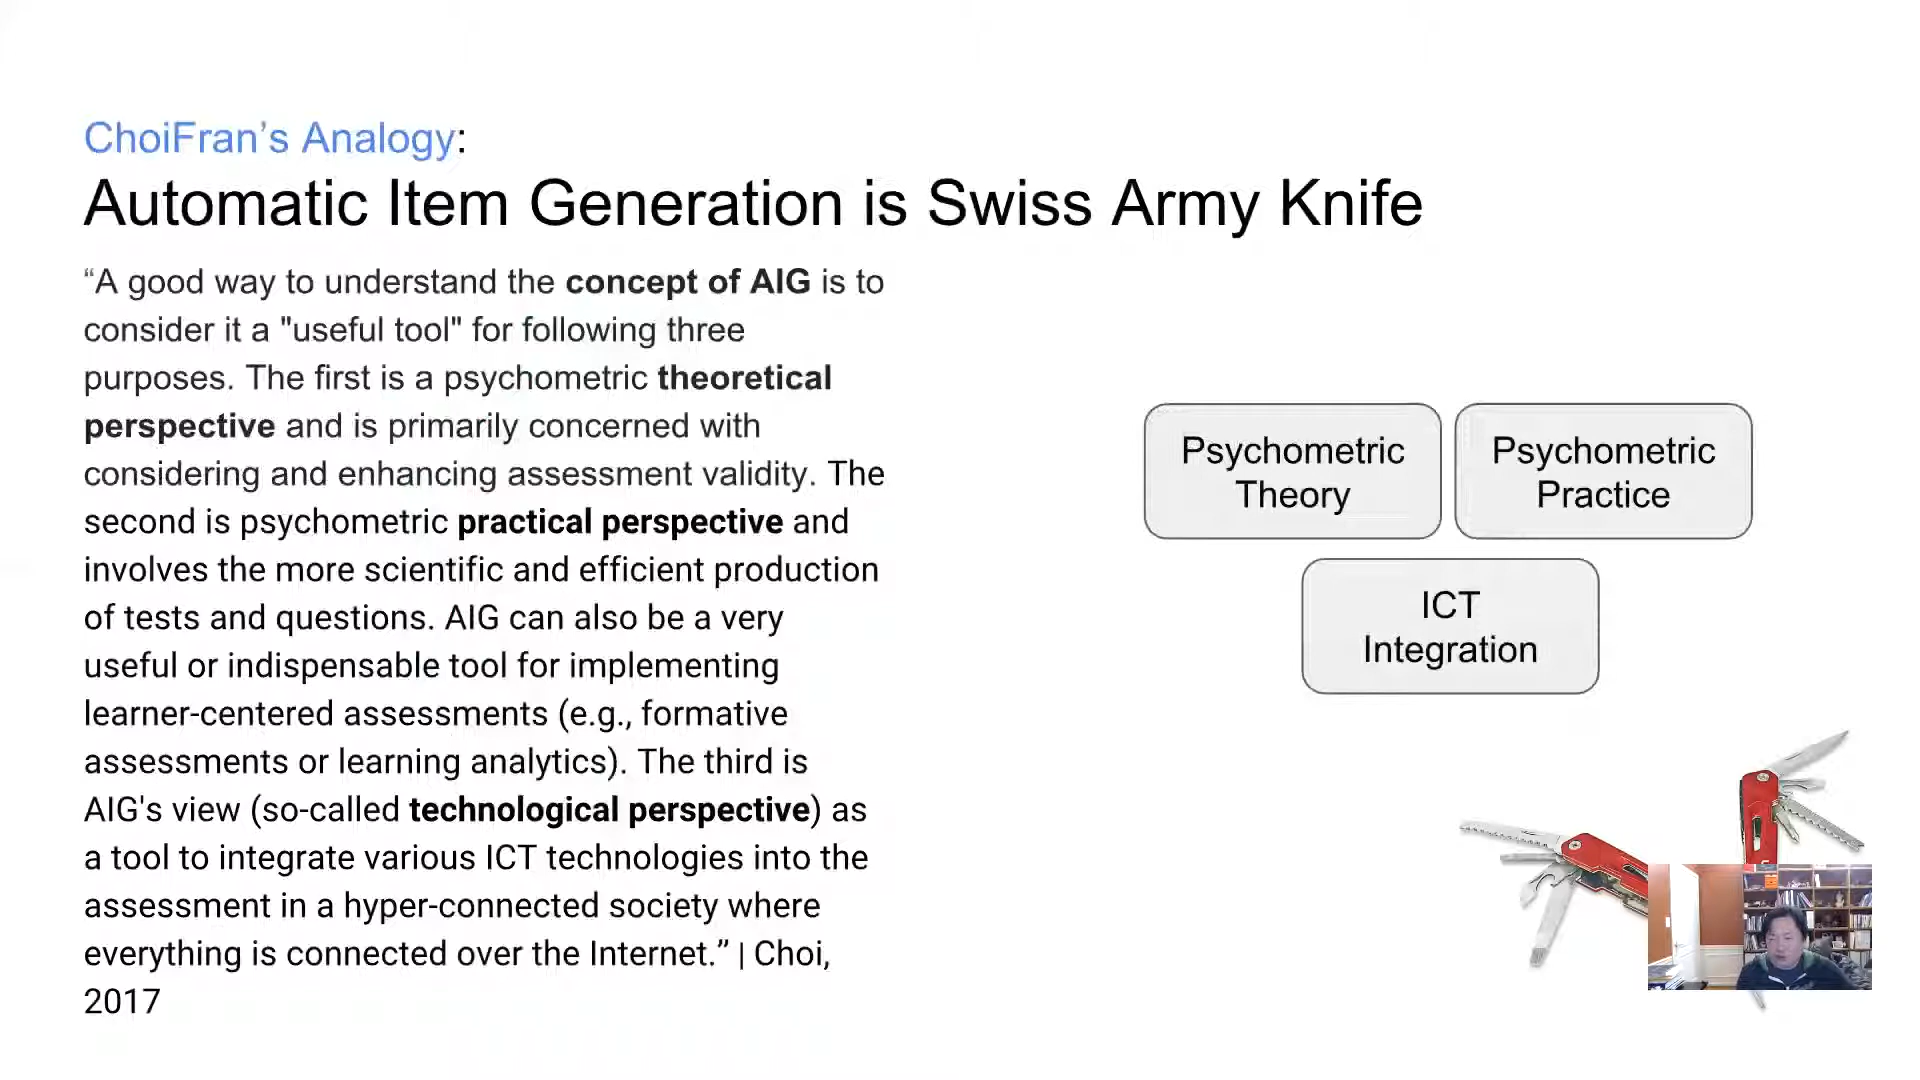 ChoiFran’s Analogy:
Automatic Item Generation is Swiss Army Knife
“A good way to understand the concept of AIG is to
consider it a "useful tool" for following three
purposes. The first is a psychometric theoretical
perspective and is primarily concerned with
considering and enhancing assessment validity. The
second is psychometric practical perspective and
involves the more scientific and efficient production
of tests and questions. AIG can also be a very
useful or indispensable tool for implementing
learner-centered assessments (e.g., formative
assessments or learning analytics). The third is
AIG's view (so-called technological perspective) as
a tool to integrate various ICT technologies into the
assessment in a hyper-connected society where
everything is connected over the Internet.” | Choi,
2017
Psychometric
Theory
Psychometric
Practice
ICT
Integration